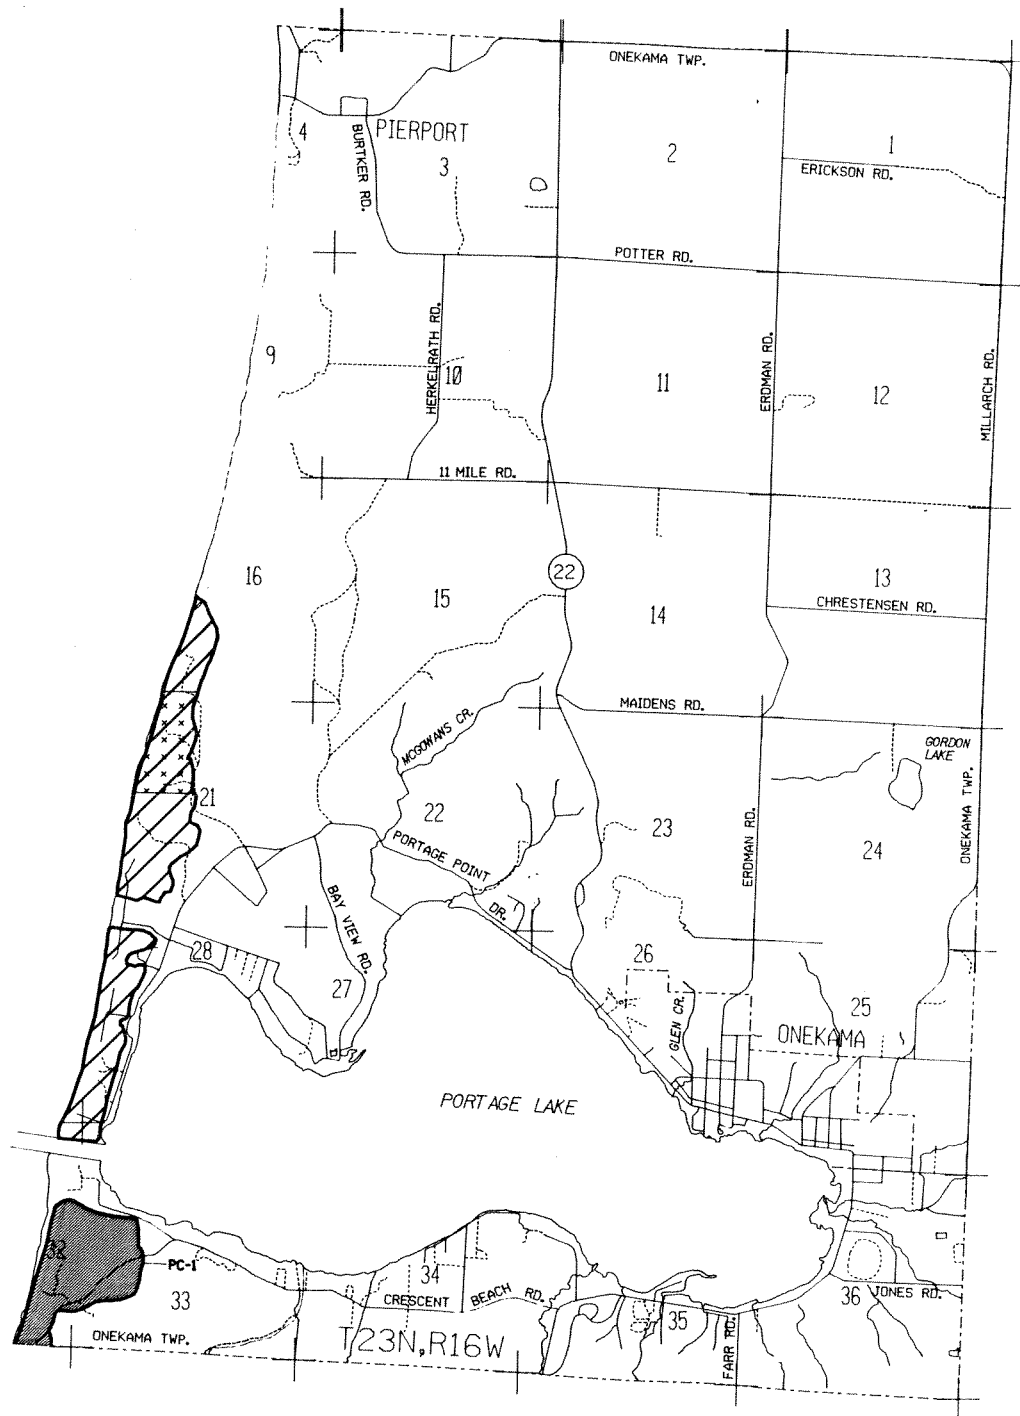 ONEKAMA TWP.
4
PIERPORT
BURTKER RD.
3
2
1
ERICKSON RD.
POTTER RD.
9
HERKELRATH RD.
10
11
ERDMAN RD.
12
MILLARCH RD.
11 MILE RD.
16
15
22
14
13
CHRESTENSEN RD.
MAIDENS RD.
MCGOWANS CR.
GORDON
LAKE
21
22
23
24
ERDMAN RD.
ONEKAMA TWP.
PORTAGE POINT
DR.
BAY VIEW RD.
28
27
26
25
GLEN CR.
ONEKAMA
PORTAGE LAKE
32
PC-1
33
34
CRESCENT
BEACH RD.
35
36
JONES RD.
FARR RD.
ONEKAMA TWP.
T23N,R16W